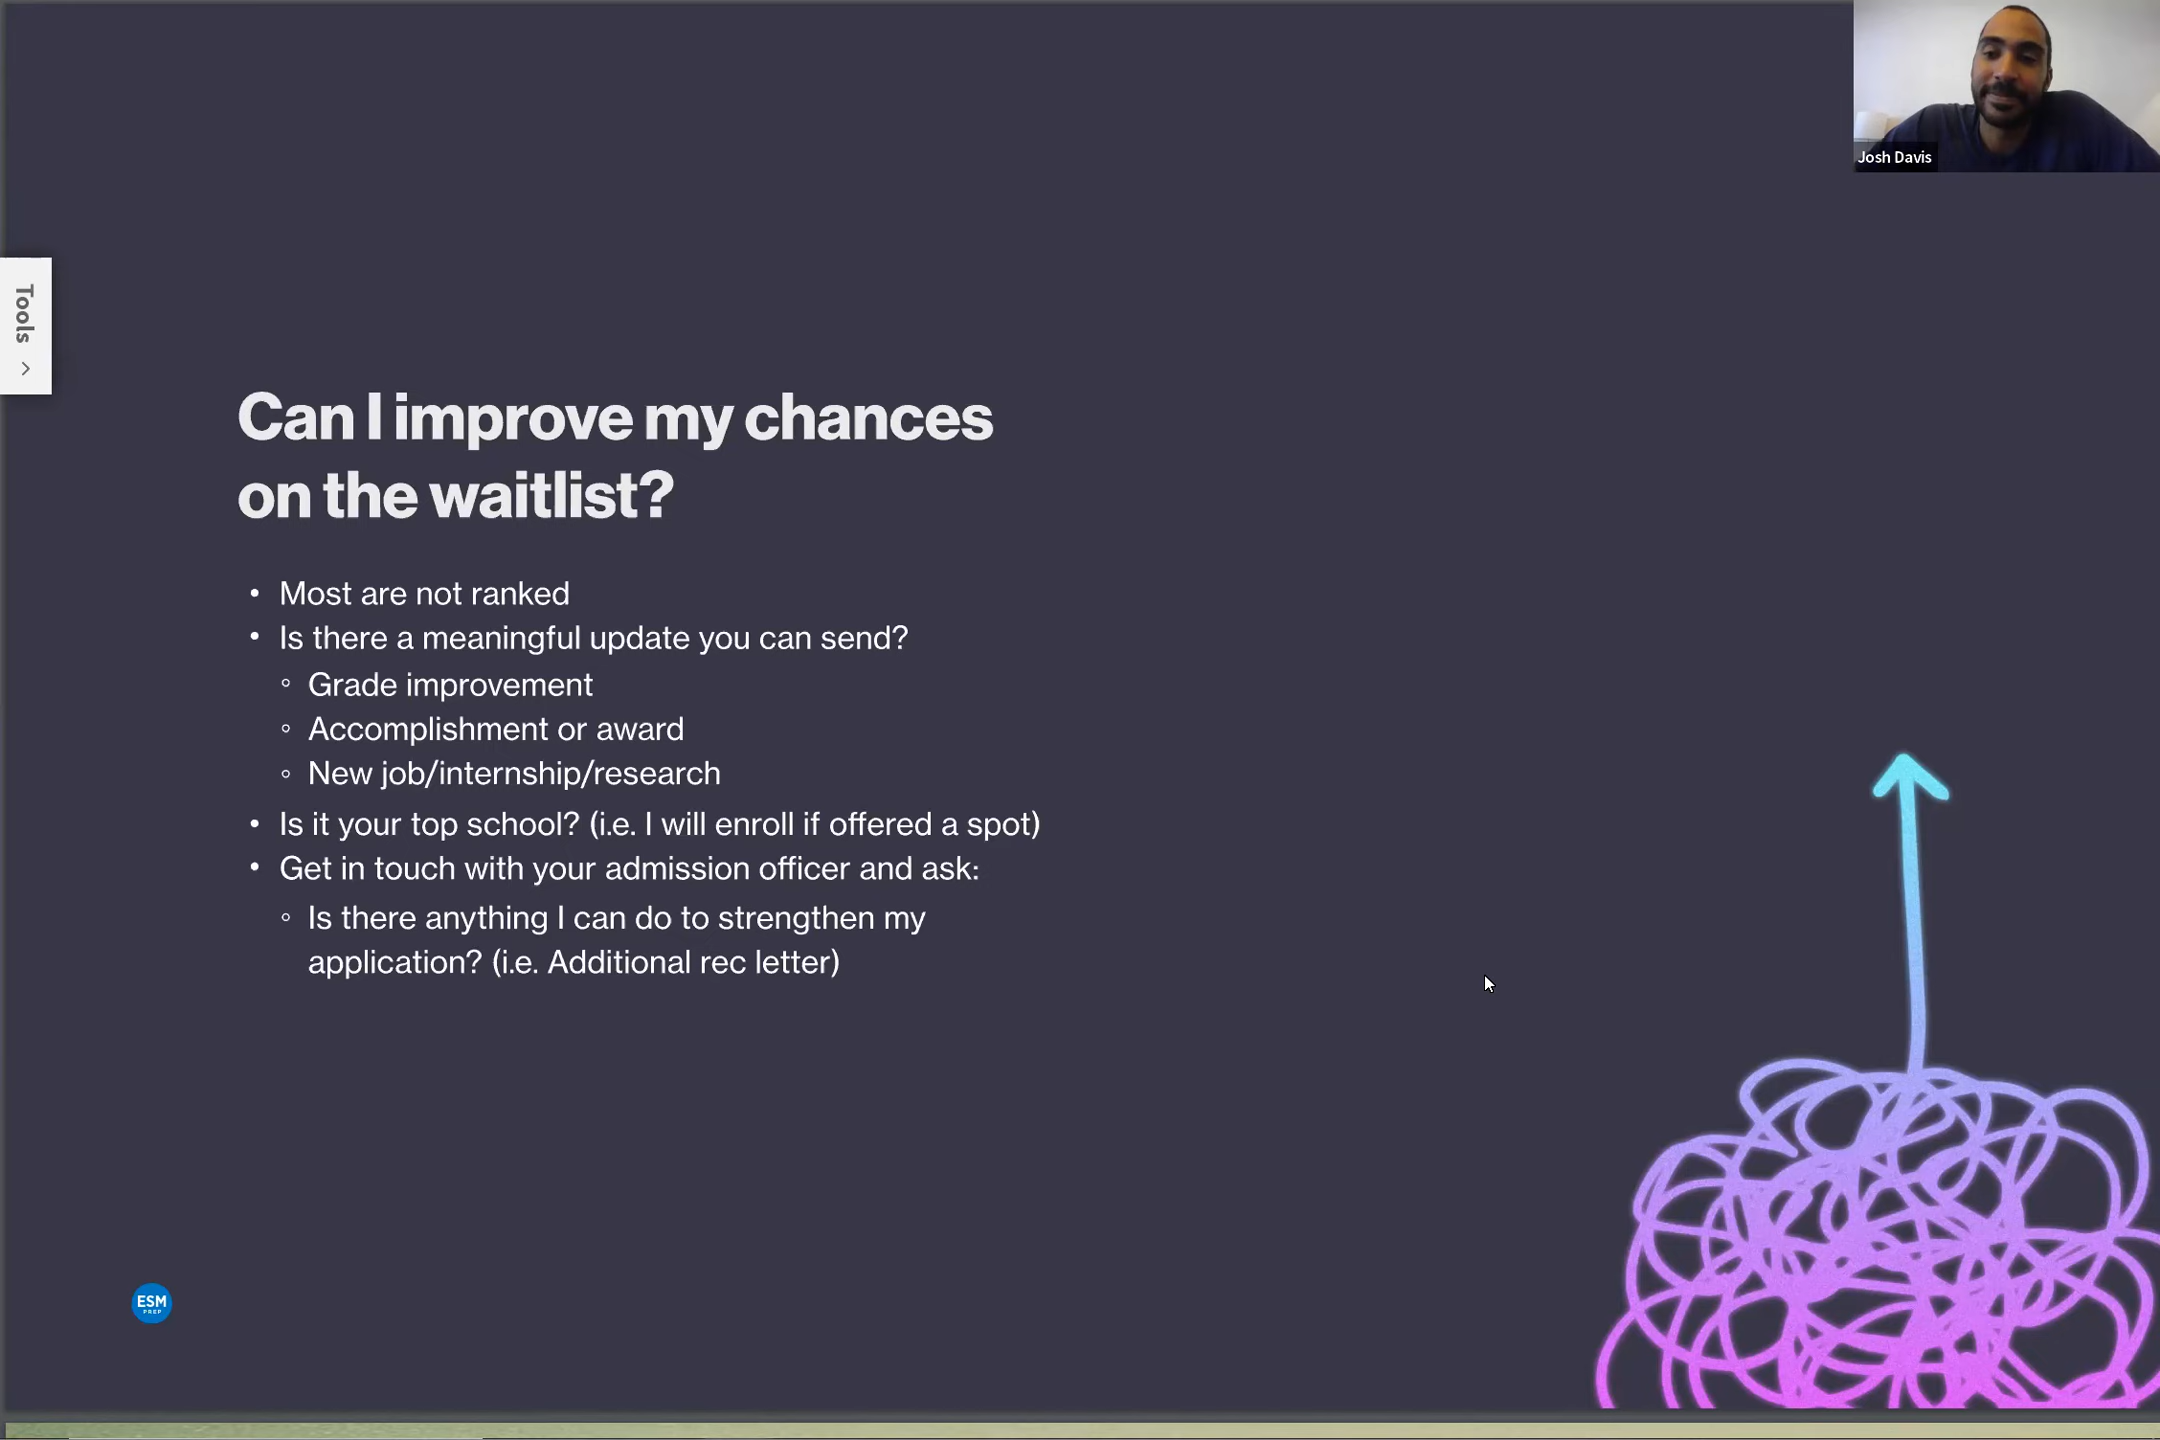 Josh Davis
Tools
Can I improve my chances
on the waitlist?
• Most are not ranked
• Is there a meaningful update you can send?
◦ Grade improvement
◦ Accomplishment or award
◦ New job/internship/research
• Is it your top school? (i.e. I will enroll if offered a spot)
• Get in touch with your admission officer and ask:
◦ Is there anything I can do to strengthen my
application? (i.e. Additional rec letter)
ESM
PREP